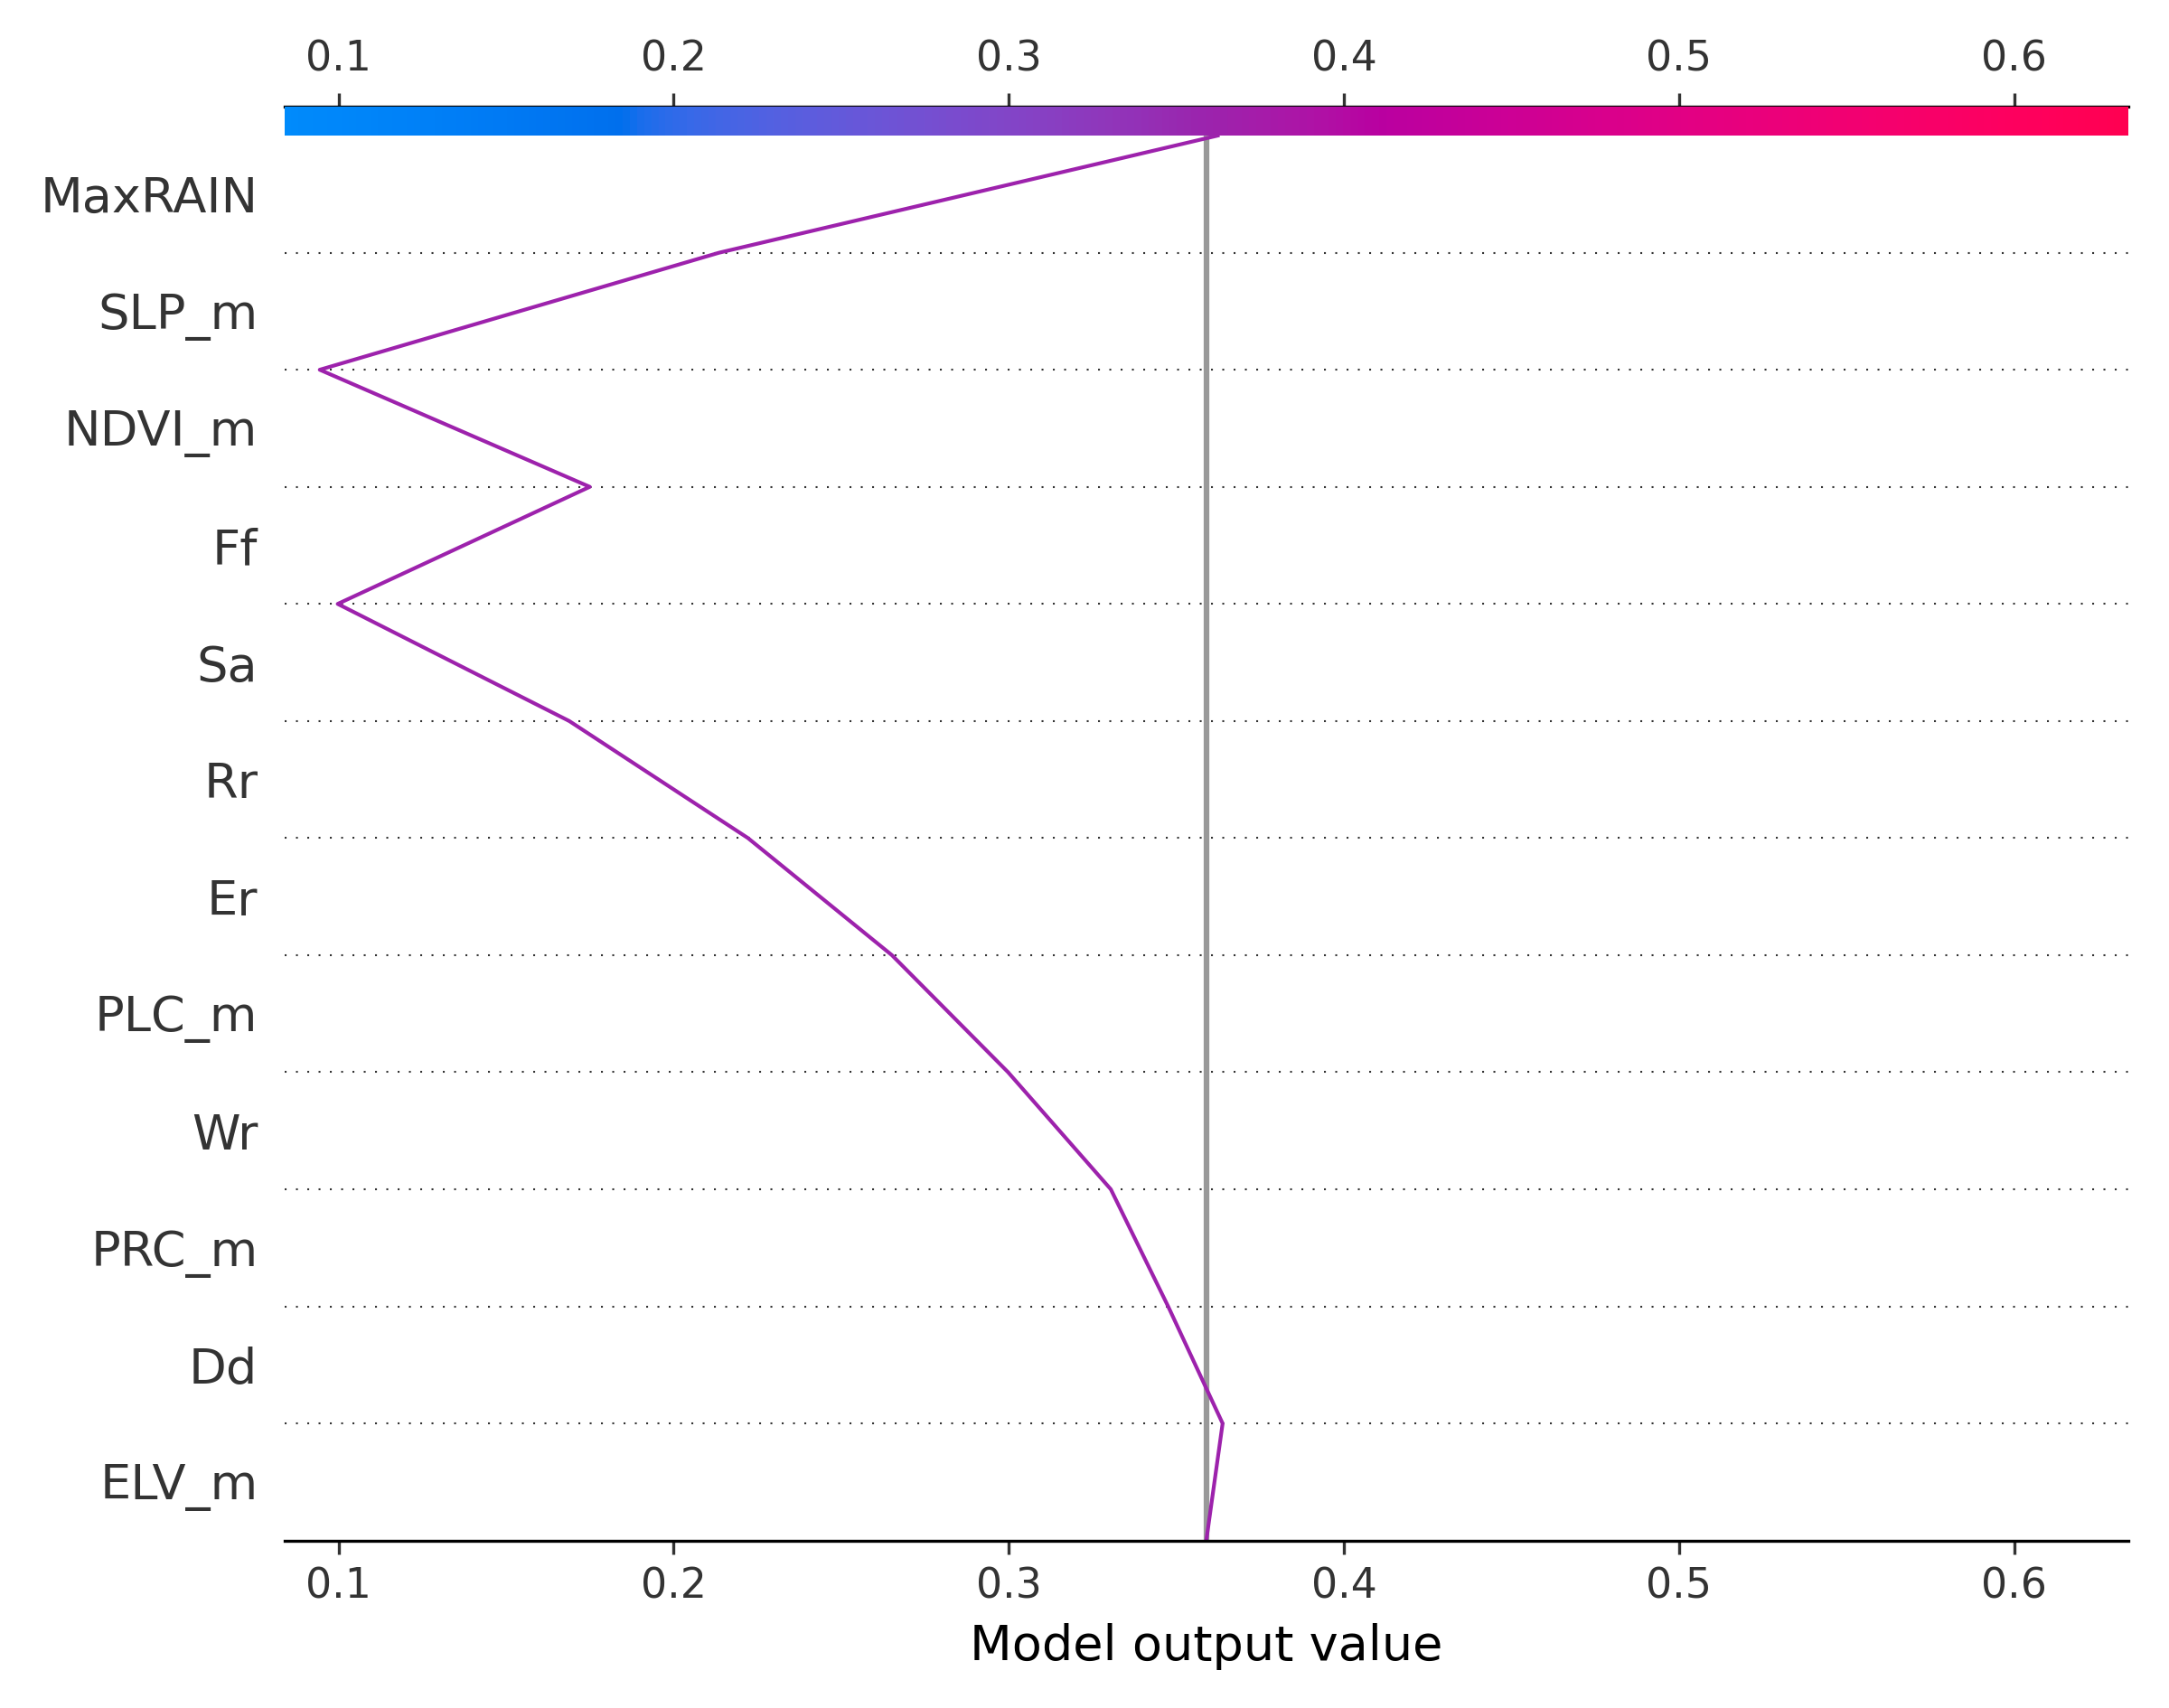 0.1 0.2 0.3 0.4 0.5 0.6
MaxRAIN
SLP_m
NDVI_m
Ff
Sa
Rr
Er
PLC_m
Wr
PRC_m
Dd
ELV_m
0.1 0.2 0.3 0.4 0.5 0.6
Model output value